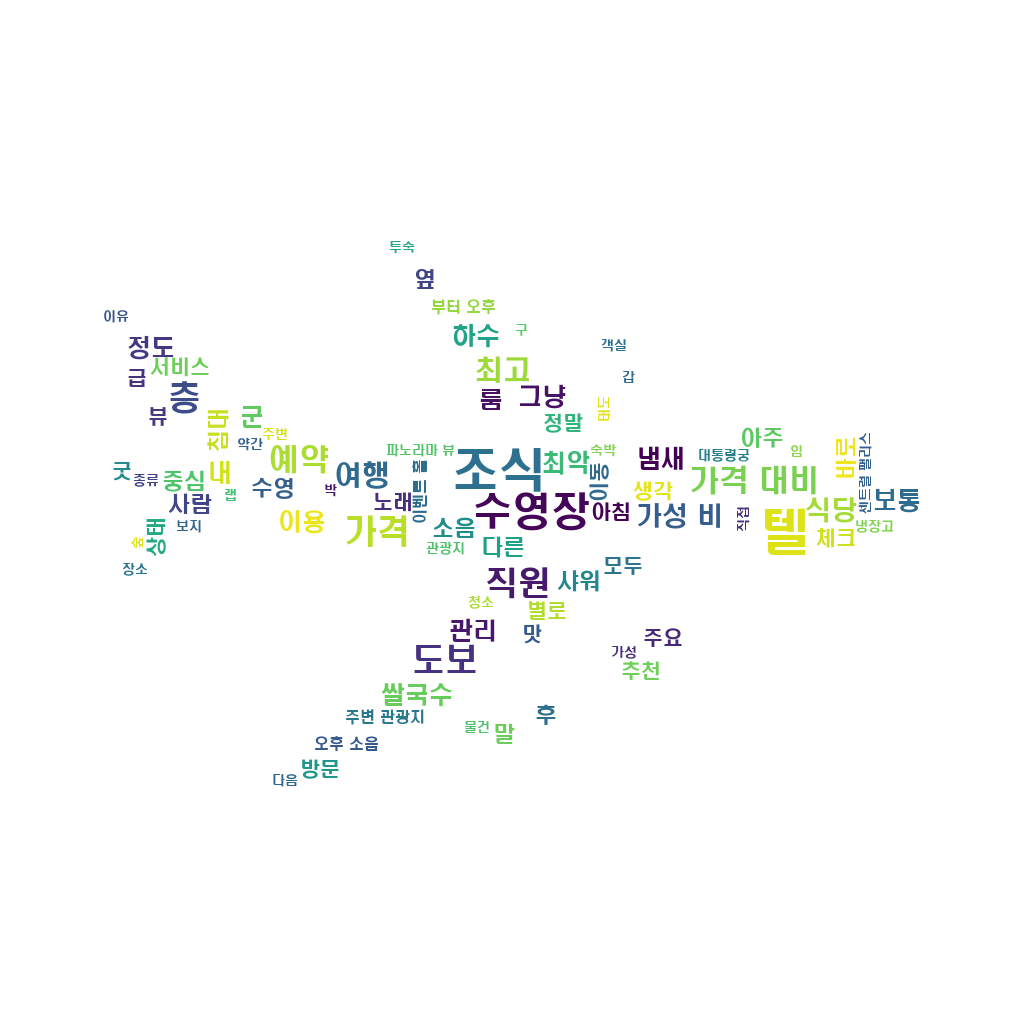 투숙
옆
부터 오후
이유
구
하수
정도
객실
서비스
최고
급
갑
층
룸
그냥
태도
뷰
침대
군
정말
주변
아주
약간
파노라마 뷰
숙박
바로
센트럴 팰리스
임
대통령궁
예약
조식
최악
냄새
굿
종류
중심
내
여행
이벤트 홀
이동
생각
가격 대비
수영
박
랩
사람
노래
수영장
아침
가성 비
직접
텔
식당
보통
보지
이용
가격
소음
냉장고
체크
숲
상태
관광지
다른
장소
모두
직원
샤워
청소
별로
관리
맛
주요
도보
가성
추천
쌀국수
주변 관광지
후
물건
말
오후 소음
방문
다음